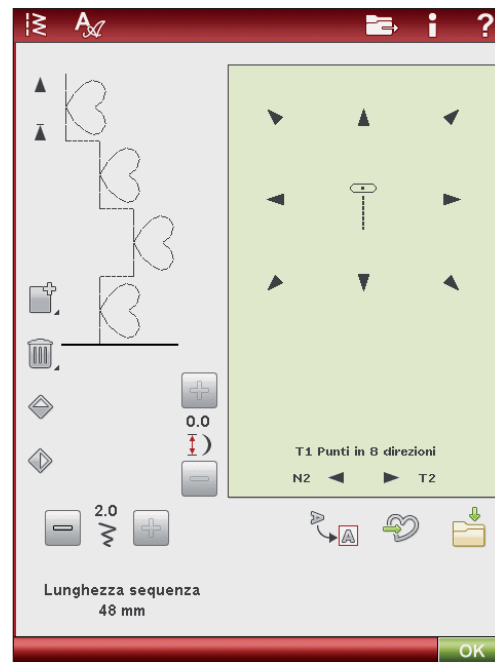 0.0
T1 Punti in 8 direzioni
N2 T2
2.0
Lunghezza sequenza
48 mm
OK